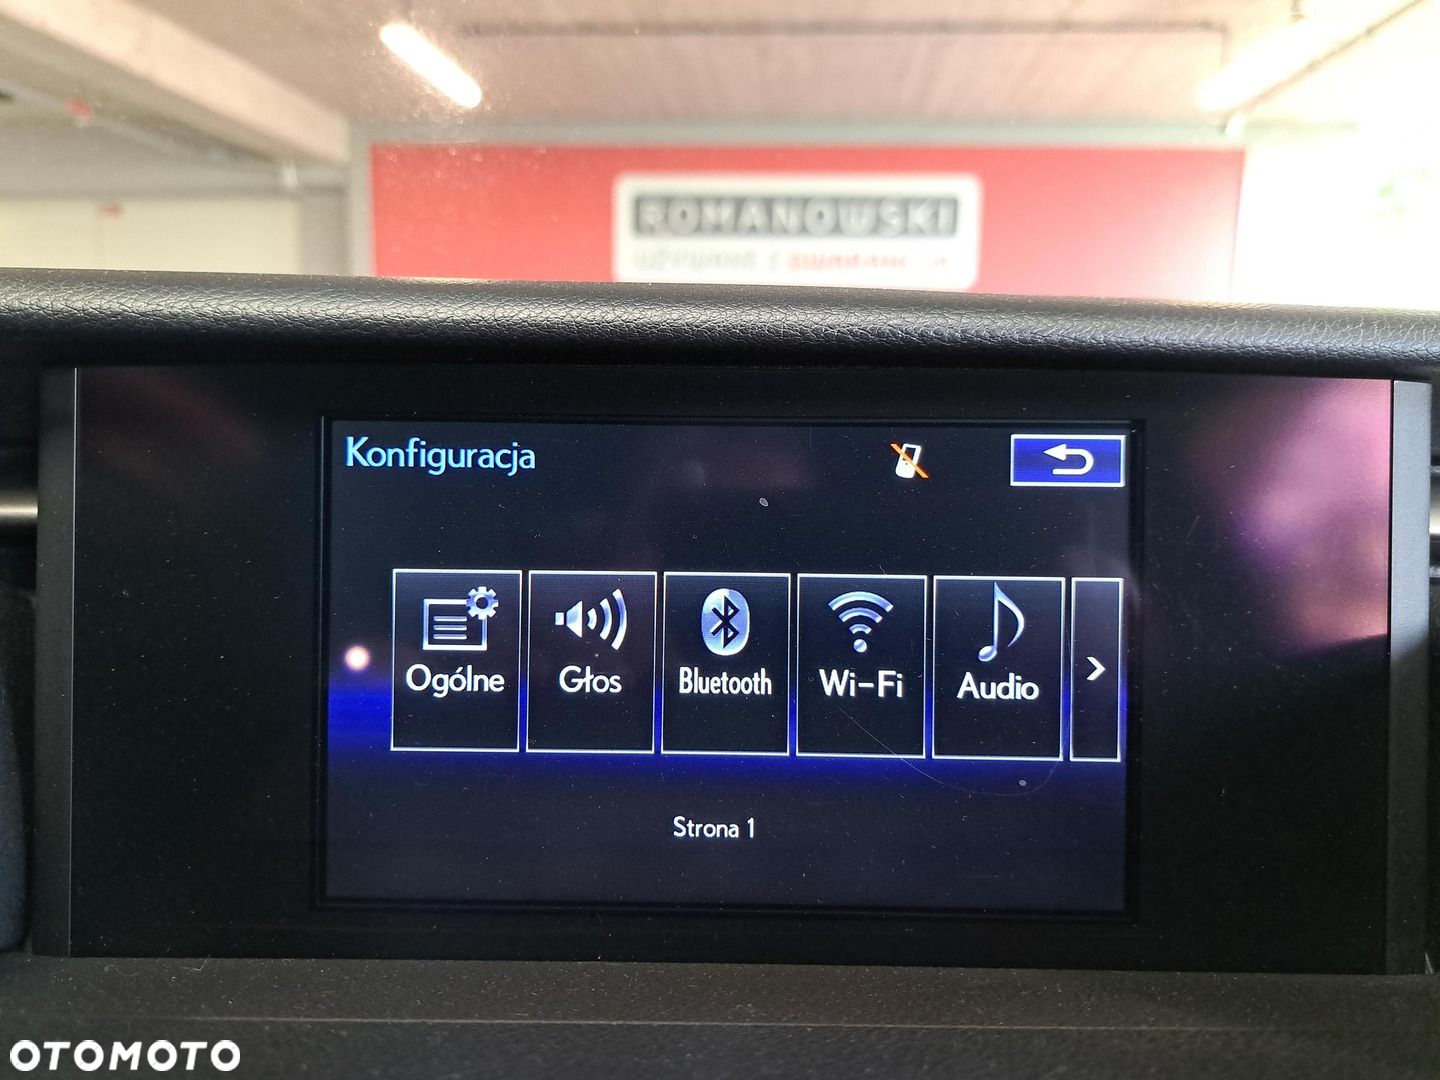 ROMANOWSKI
Konfiguracja
Ogólne
Głos
Bluetooth
Wi-Fi
Audio
Strona 1
OTOMOTO